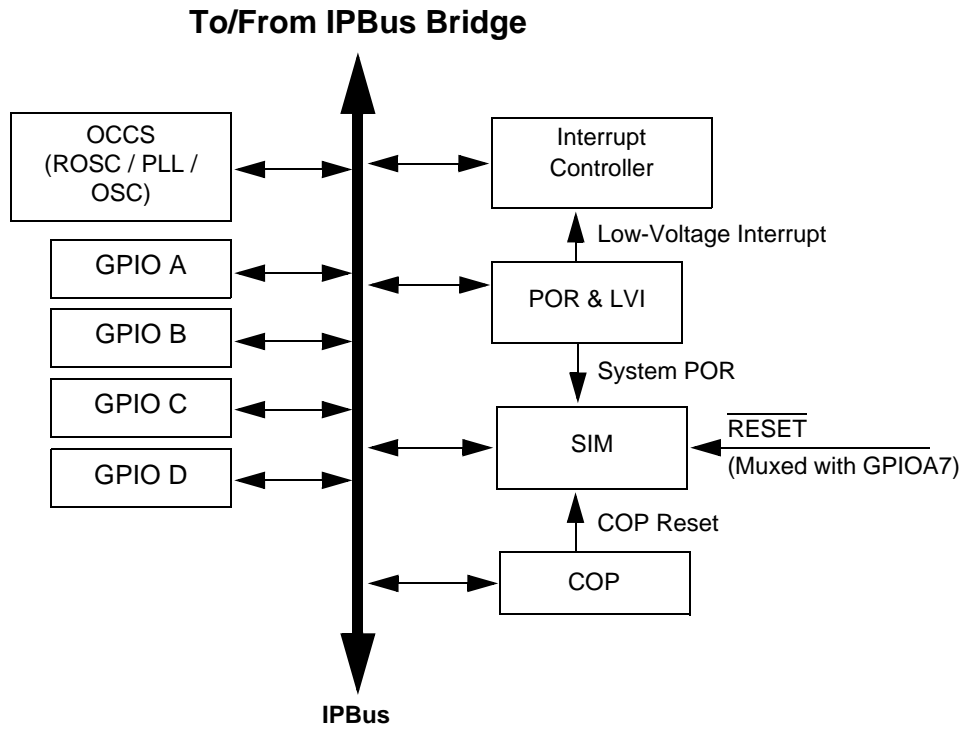 To/From IPBus Bridge
OCCS
(ROSC / PLL /
OSC)
GPIO A
GPIO B
GPIO C
GPIO D
Interrupt
Controller
Low-Voltage Interrupt
POR & LVI
System POR
SIM
RESET
(Muxed with GPIOA7)
COP Reset
COP
IPBus